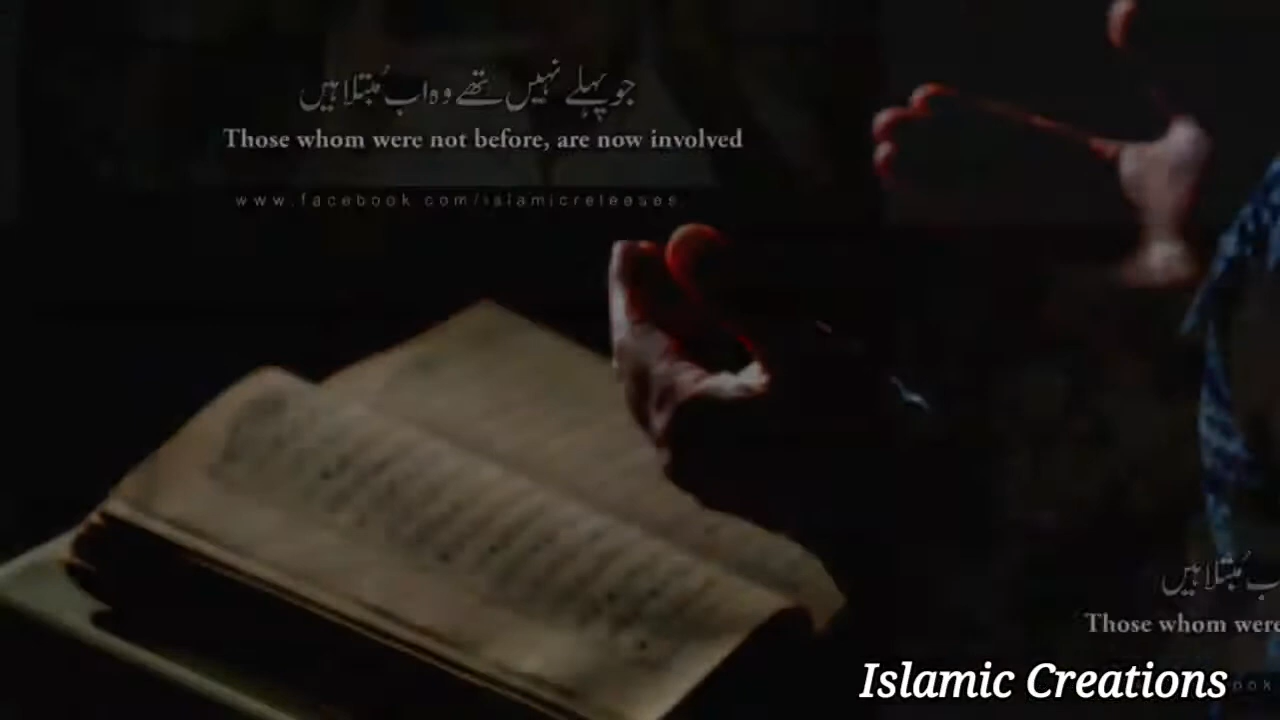 جو پہلے نہیں تھے وہ اب مُبتلا ہیں
Those whom were not before, are now involved
www.facebook.com/islamicreleases
مُبتلا ہیں
Those whom were
Islamic Creations